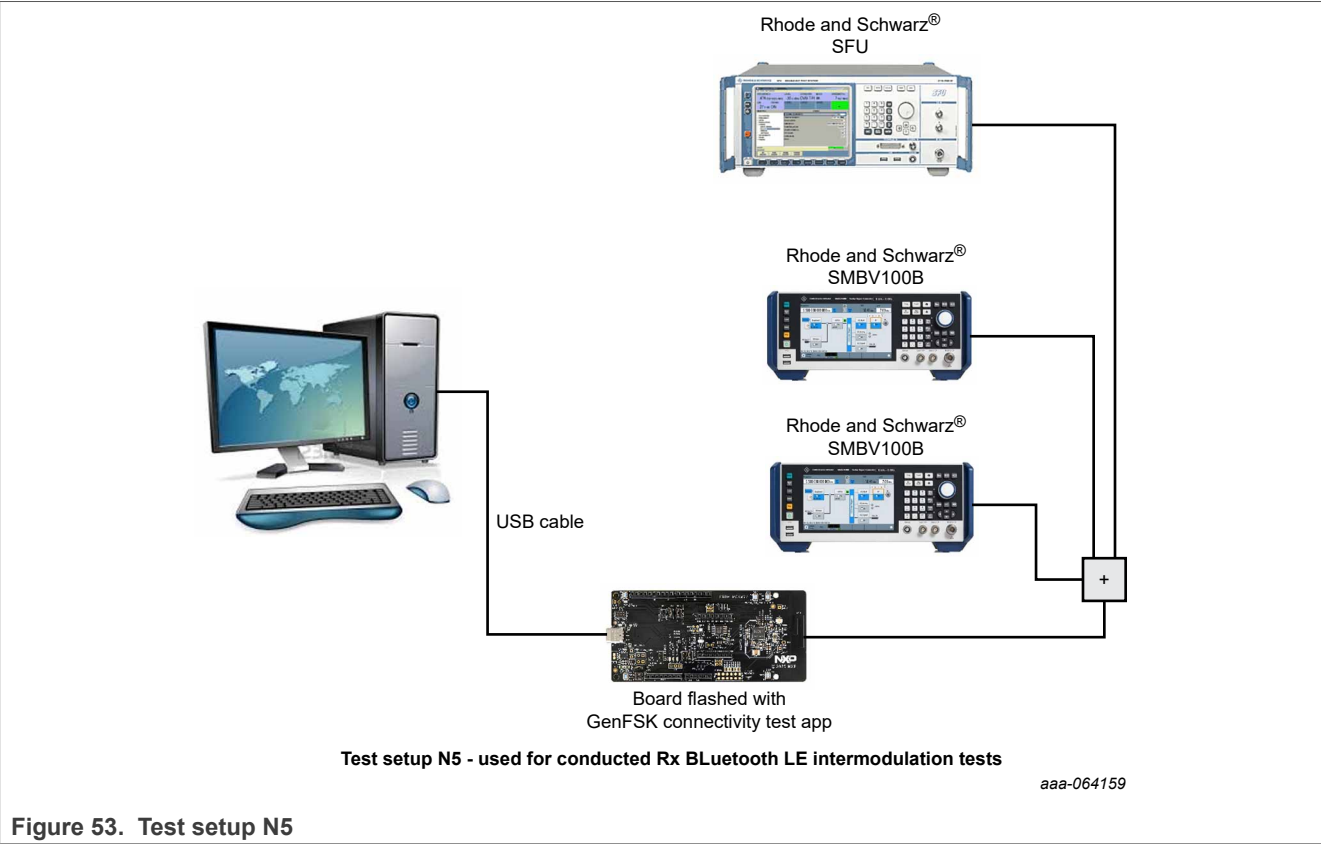 Rhode and Schwarz®
SFU
Rhode and Schwarz®
SMBV100B
Rhode and Schwarz®
SMBV100B
USB cable
+
NXP
Board flashed with
GenFSK connectivity test app
Test setup N5 - used for conducted Rx BLuetooth LE intermodulation tests
aaa-064159
Figure 53. Test setup N5